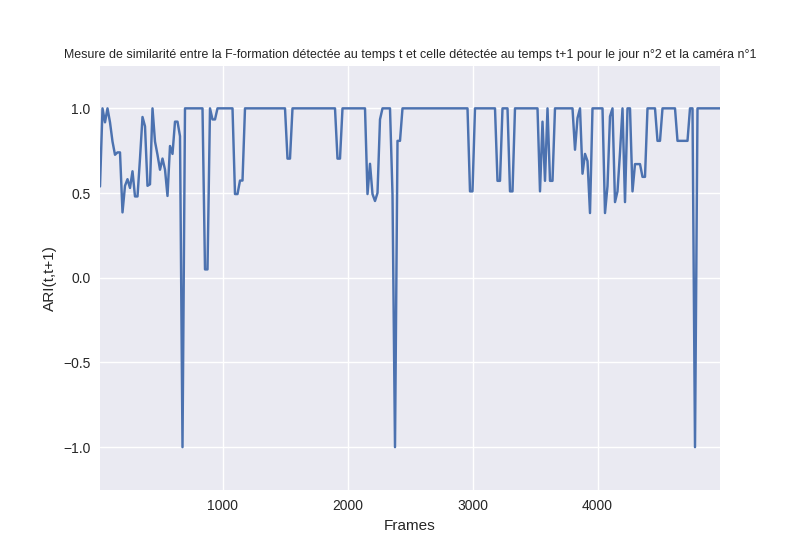 Mesure de similarité entre la F-formation détectée au temps t et celle détectée au temps t+1 pour le jour n°2 et la caméra n°1
1.0
0.5
0.0
−0.5
−1.0
ARI(t,t+1)
1000 2000 3000 4000
Frames